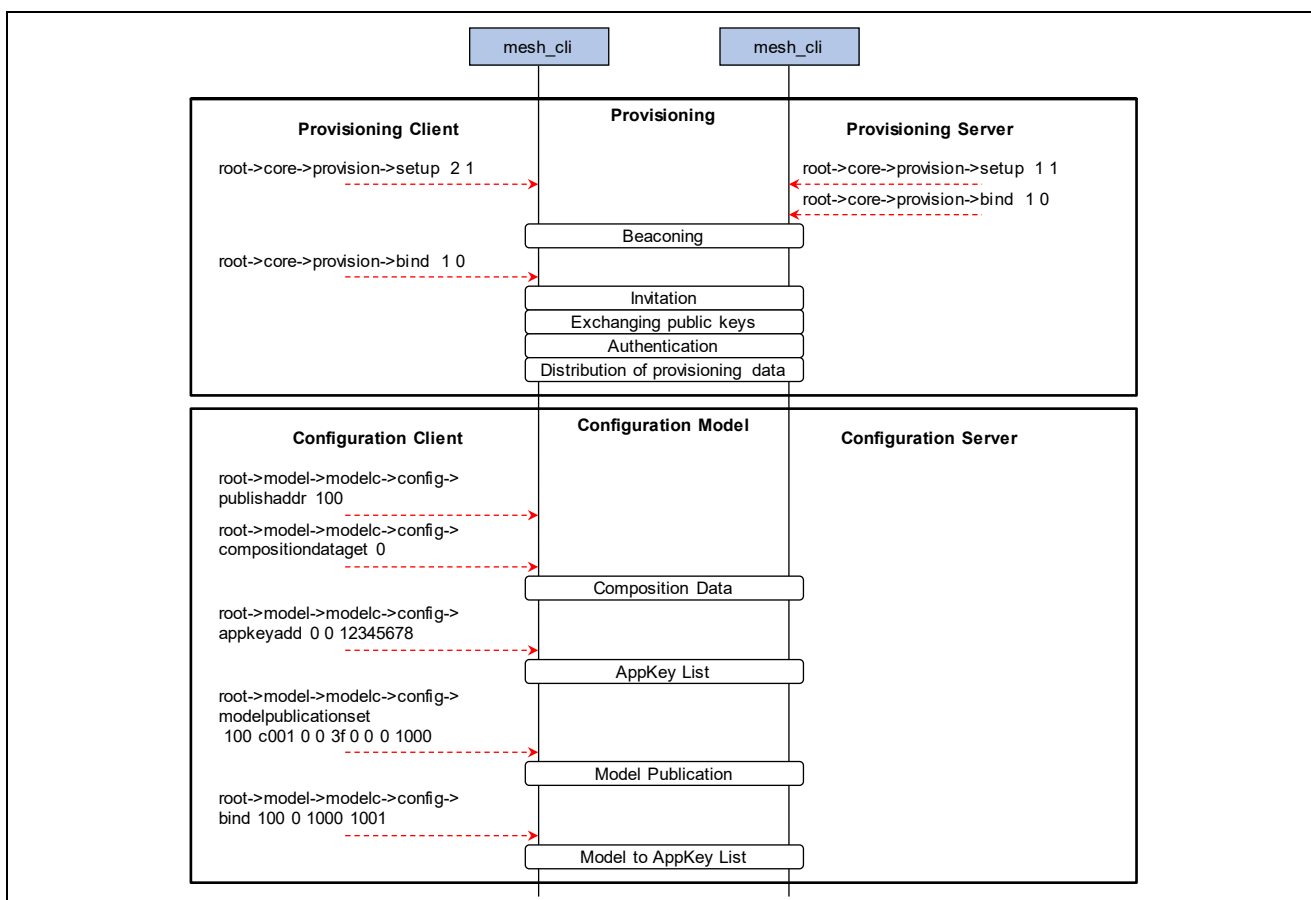 mesh_cli
mesh_cli
Provisioning
Provisioning Client
Provisioning Server
root->core->provision->setup 2 1
root->core->provision->setup 1 1
root->core->provision->bind 1 0
Beaconing
root->core->provision->bind 1 0
Invitation
Exchanging public keys
Authentication
Distribution of provisioning data
Configuration Model
Configuration Client
Configuration Server
root->model->modelc->config->
publishaddr 100
root->model->modelc->config->
compositiondataget 0
Composition Data
root->model->modelc->config->
appkeyadd 0 0 12345678
AppKey List
root->model->modelc->config->
modelpublicationset
100 c001 0 0 3f 0 0 0 1000
Model Publication
root->model->modelc->config->
bind 100 0 1000 1001
Model to AppKey List